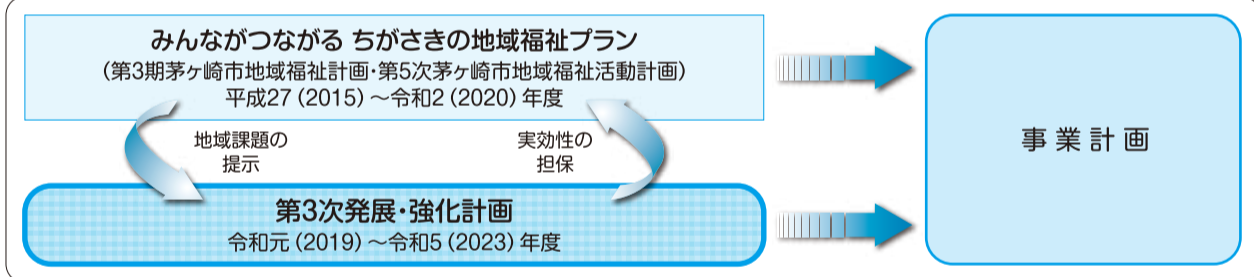 みんながつながる ちがさきの地域福祉プラン
（第3期茅ヶ崎市地域福祉計画・第5次茅ヶ崎市地域福祉活動計画）
平成27（2015）～令和2（2020）年度
地域課題の
提示
実効性の
担保
第3次発展・強化計画
令和元（2019）～令和5（2023）年度
事業計画